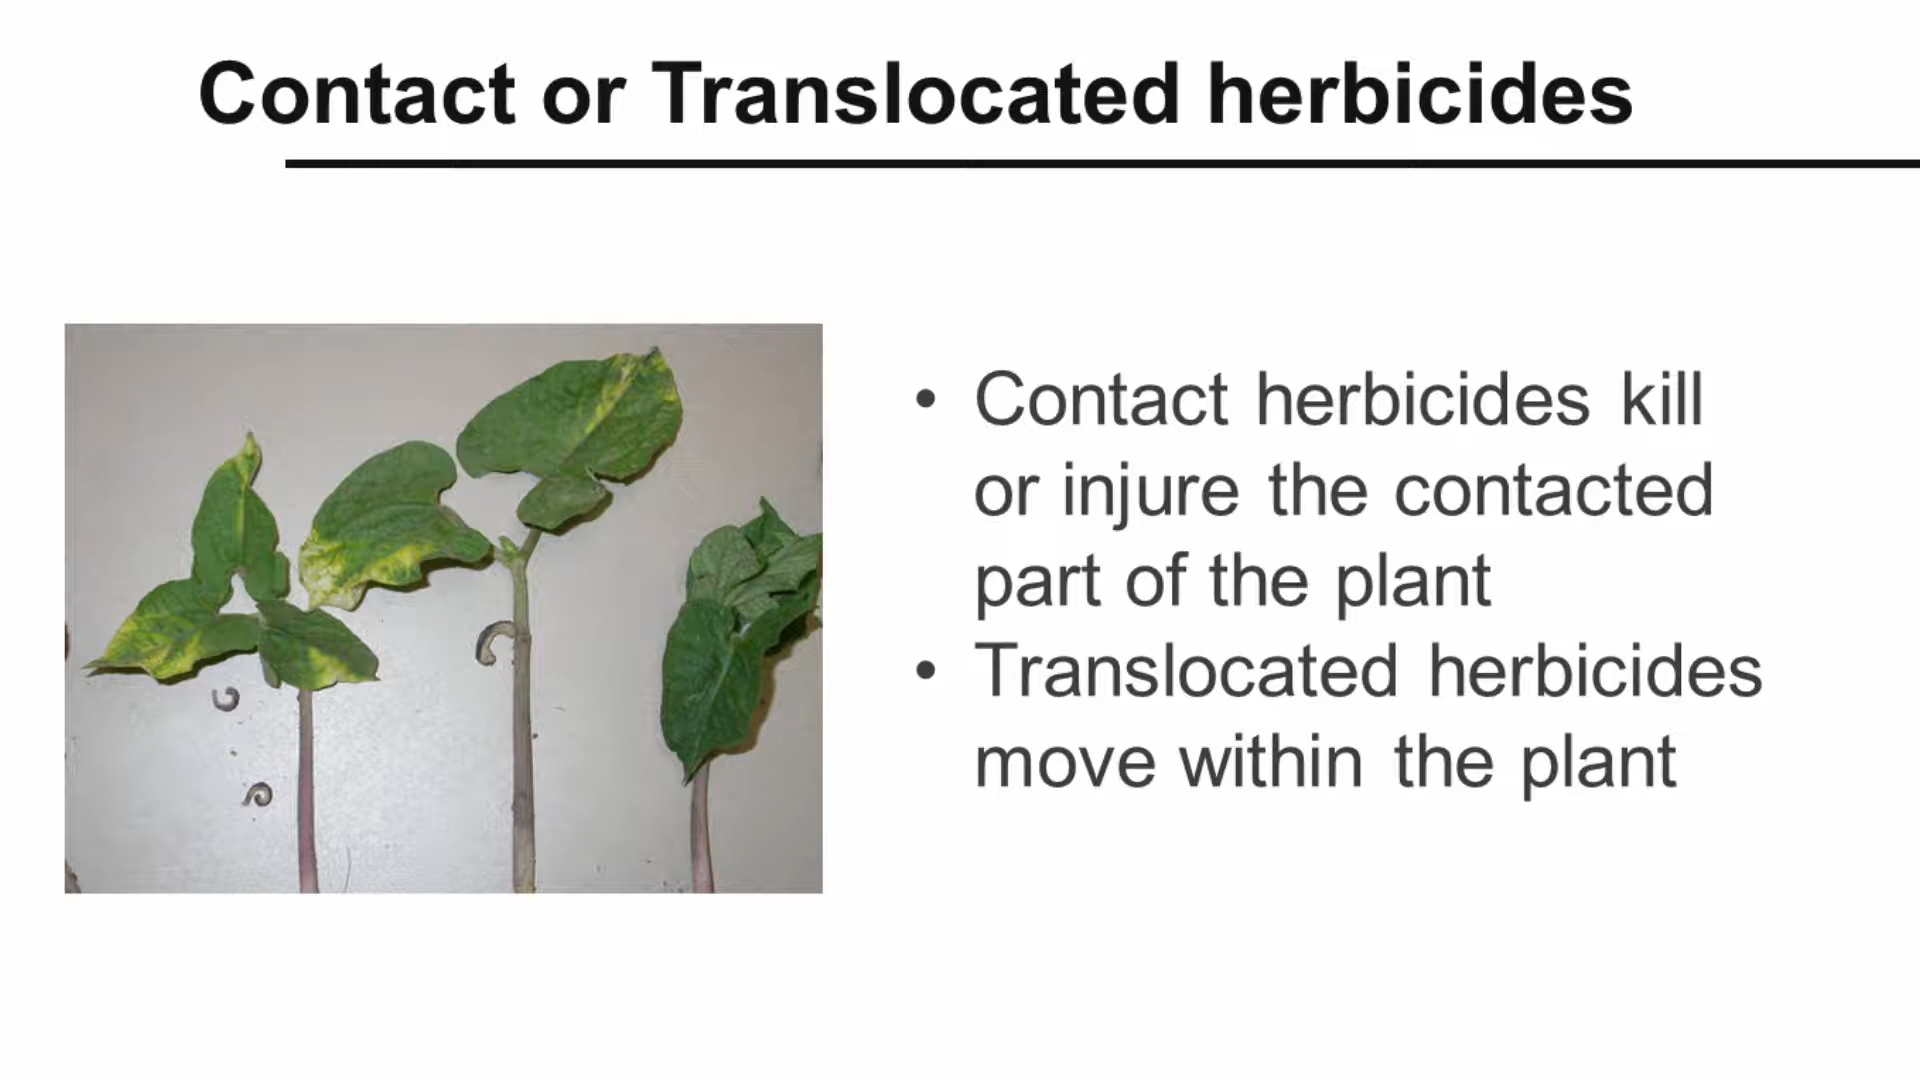 Contact or Translocated herbicides
• Contact herbicides kill
or injure the contacted
part of the plant
• Translocated herbicides
move within the plant